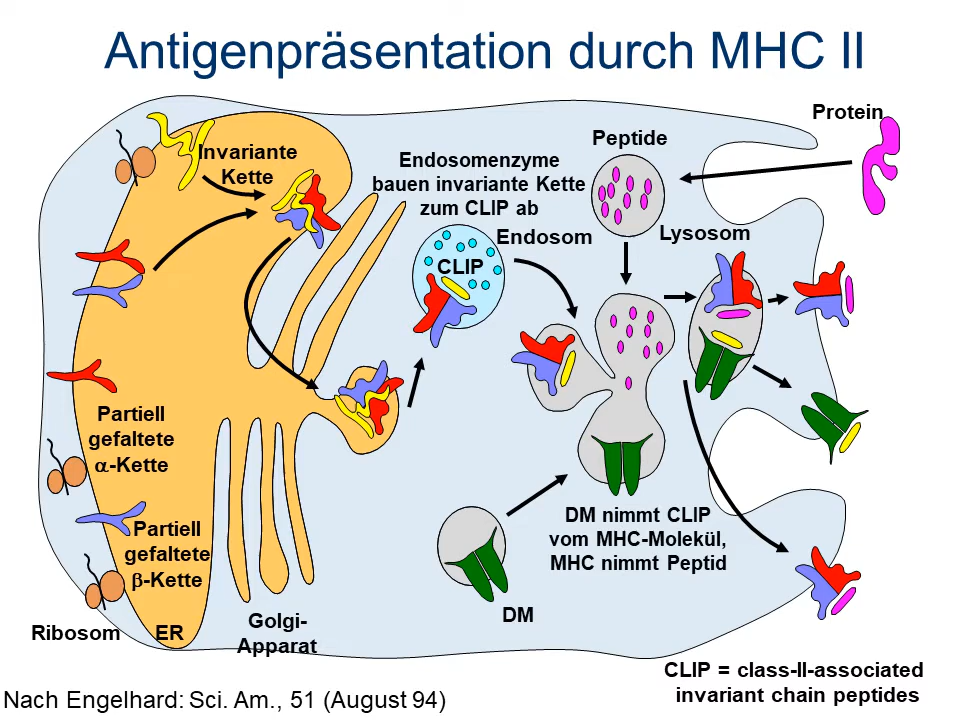 Antigenpräsentation durch MHC II
Protein
Peptide
Invariante
Kette
Endosomenzyme
bauen invariante Kette
zum CLIP ab
Endosom
Lysosom
CLIP
Partiell
gefaltete
α-Kette
Partiell
gefaltete
β-Kette
DM nimmt CLIP
vom MHC-Molekül,
MHC nimmt Peptid
DM
Ribosom
ER
Golgi-
Apparat
CLIP = class-II-associated
invariant chain peptides
Nach Engelhard: Sci. Am., 51 (August 94)